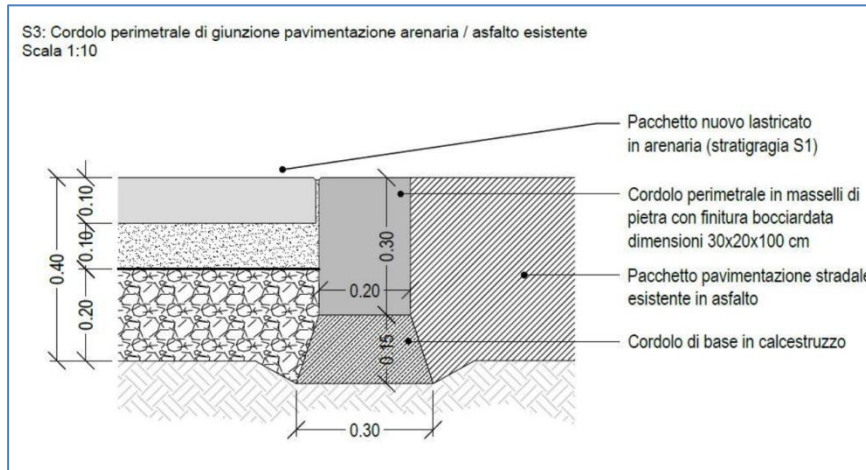 S3: Cordolo perimetrale di giunzione pavimentazione arenaria / asfalto esistente
Scala 1:10
Pacchetto nuovo lastricato
in arenaria (stratigragia S1)
Cordolo perimetrale in masselli di
pietra con finitura bocciardata
dimensioni 30x20x100 cm
Pacchetto pavimentazione stradale
esistente in asfalto
Cordolo di base in calcestruzzo
0.40
0.10
0.10
0.20
0.30
0.20
0.15
0.30